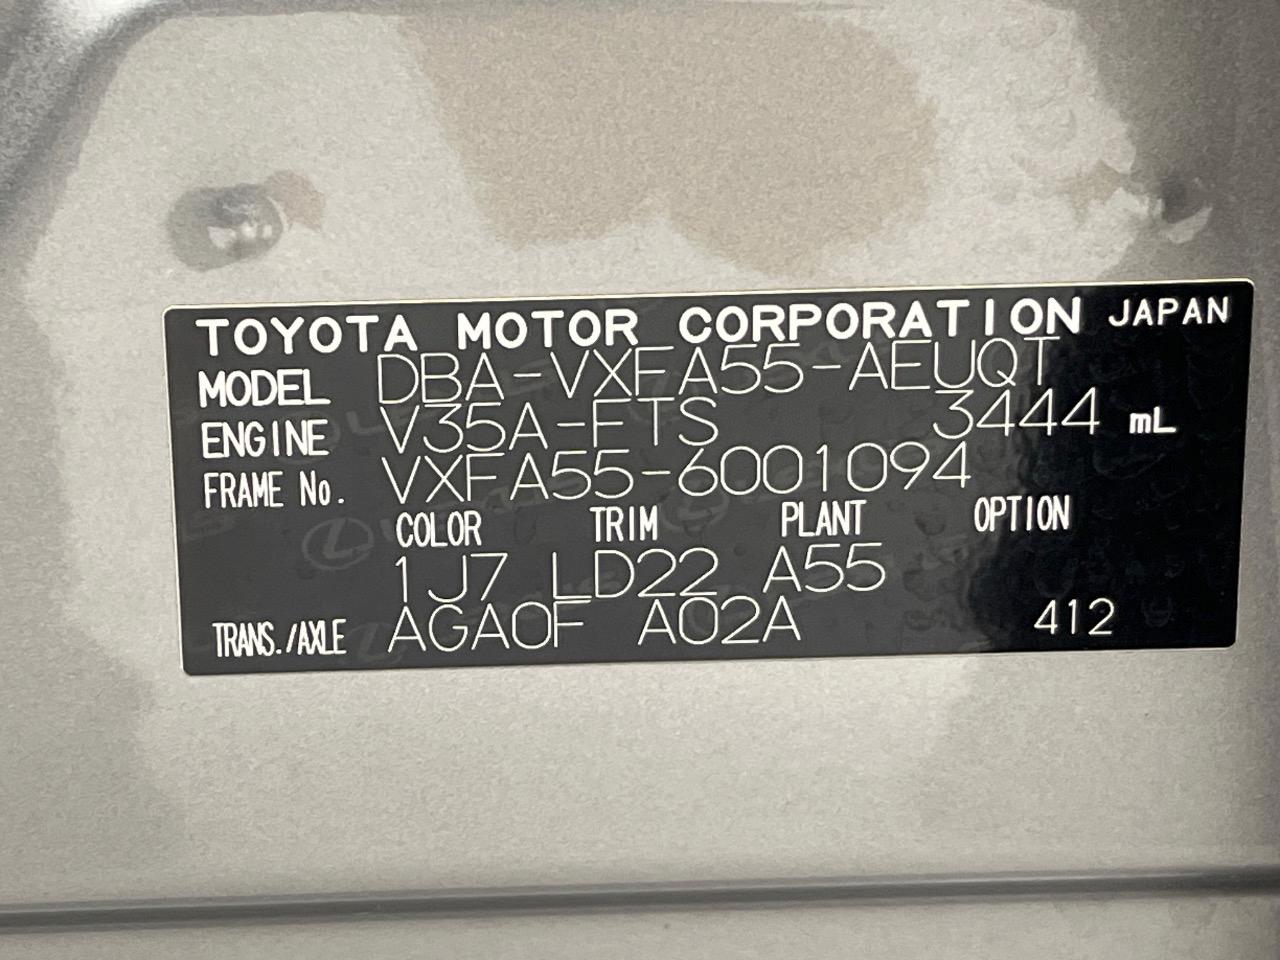 TOYOTA MOTOR CORPORATION JAPAN
MODEL DBA-VXFA55-AEUQT
ENGINE V35A-FTS 3444 mL
FRAME No. VXFA55-6001094
COLOR TRIM PLANT OPTION
1J7 LD22 A55
TRANS./AXLE AGA0F A02A 412